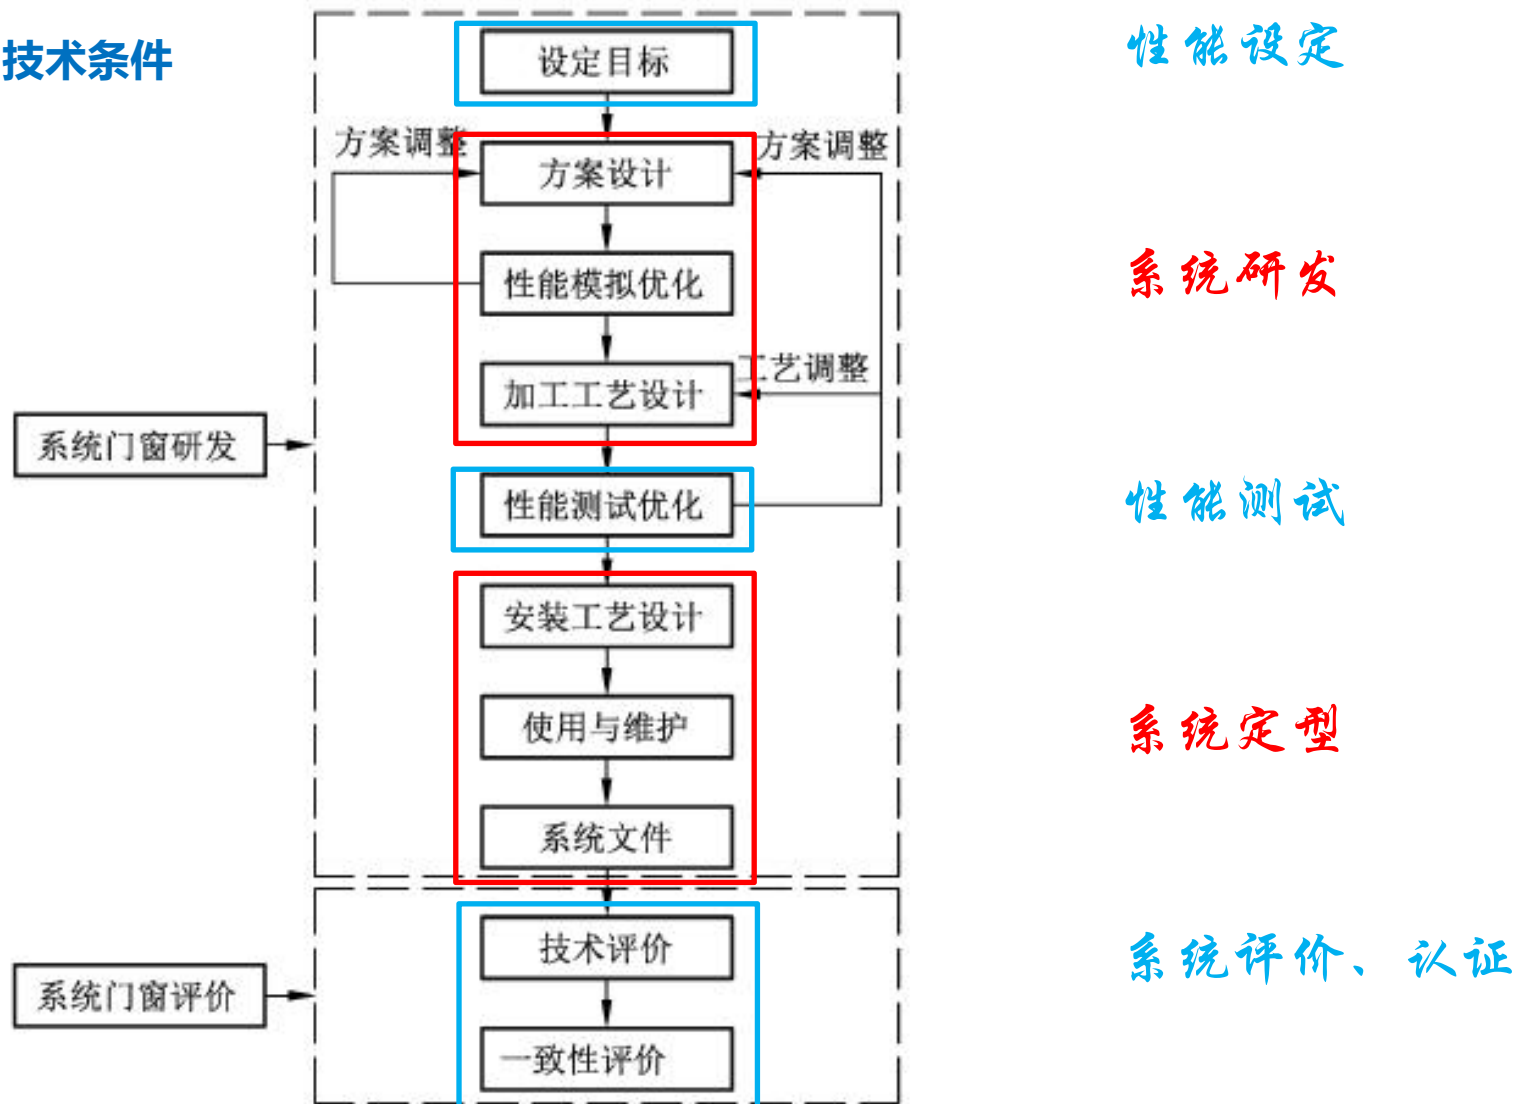 技术条件
设定目标
性能设定
方案调整
方案调整
方案设计
系统研发
性能模拟优化
工艺调整
加工工艺设计
系统门窗研发
性能测试优化
性能测试
安装工艺设计
使用与维护
系统定型
系统文件
技术评价
系统评价、认证
系统门窗评价
一致性评价